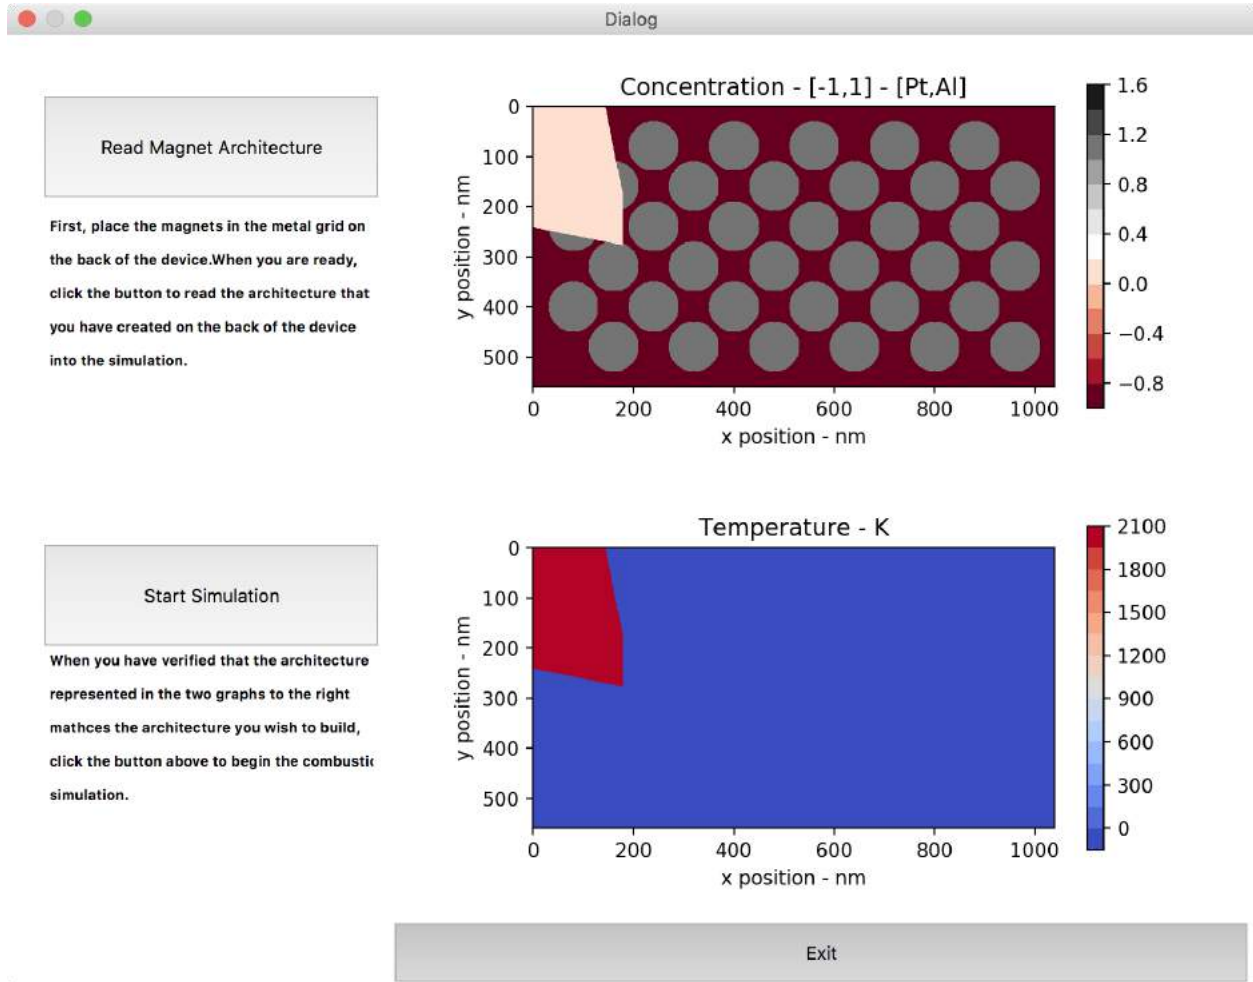 Dialog
Read Magnet Architecture
First, place the magnets in the metal grid on
the back of the device.When you are ready,
click the button to read the architecture that
you have created on the back of the device
into the simulation.
Concentration - [-1,1] - [Pt,Al]
0
100
200
300
400
500
y position - nm
0
200
400
600
800
1000
x position - nm
1.6
1.2
0.8
0.4
0.0
−0.4
−0.8
Start Simulation
When you have verified that the architecture
represented in the two graphs to the right
mathces the architecture you wish to build,
click the button above to begin the combustic
simulation.
Temperature - K
0
100
200
300
400
500
y position - nm
0
200
400
600
800
1000
x position - nm
2100
1800
1500
1200
900
600
300
0
Exit